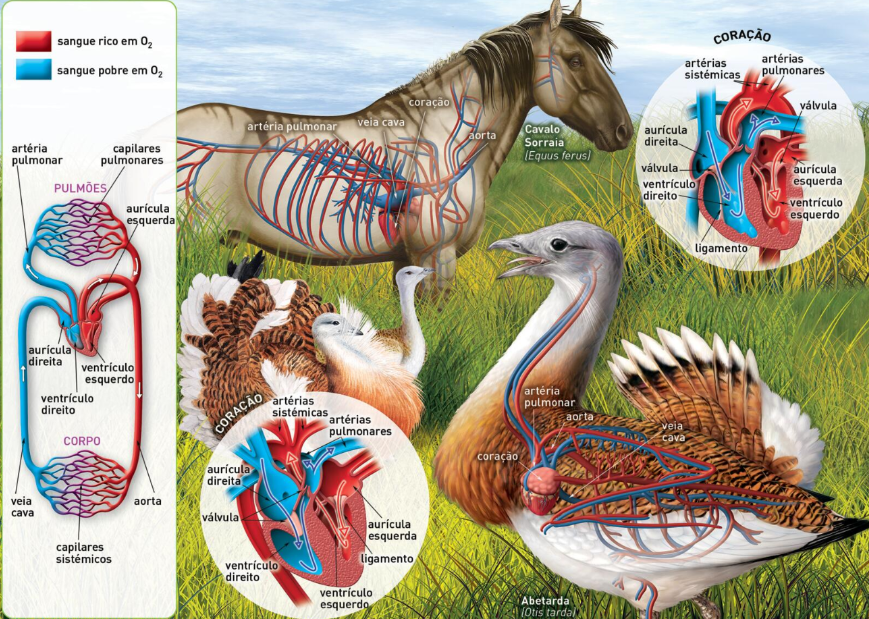 sangue rico em O₂
sangue pobre em O₂
artéria
pulmonar
capilares
pulmonares
PULMÕES
aurícula
esquerda
aurícula
direita
ventrículo
esquerdo
ventrículo
direito
CORPO
veia
cava
aorta
capilares
sistémicos
artéria pulmonar
veia cava
coração
aorta
Cavalo
Sorraia
(Equus ferus)
CORAÇÃO
artérias
sistémicas
artérias
pulmonares
válvula
aurícula
direita
válvula
ventrículo
direito
aurícula
esquerda
ventrículo
esquerdo
ligamento
CORAÇÃO
artérias
sistémicas
artérias
pulmonares
aurícula
direita
válvula
ventrículo
direito
aurícula
esquerda
ligamento
ventrículo
esquerdo
artéria
pulmonar
aorta
veia
cava
coração
Abetarda
(Otis tarda)